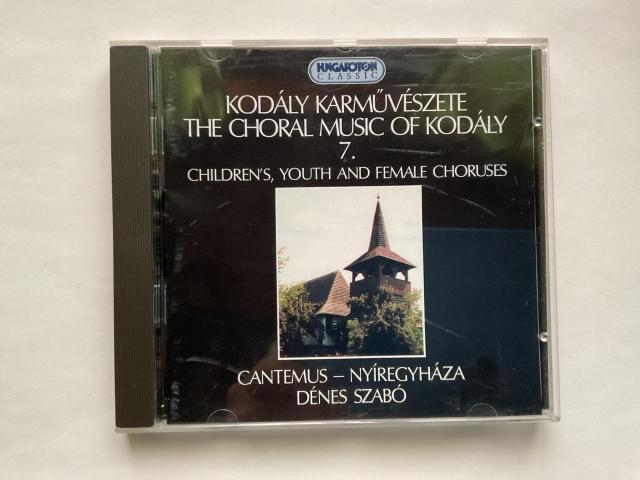 HUNGAROTON
CLASSIC
KODÁLY KARMŰVÉSZETE
THE CHORAL MUSIC OF KODÁLY
7.
CHILDREN'S, YOUTH AND FEMALE CHORUSES
CANTEMUS – NYÍREGYHÁZA
DÉNES SZABÓ